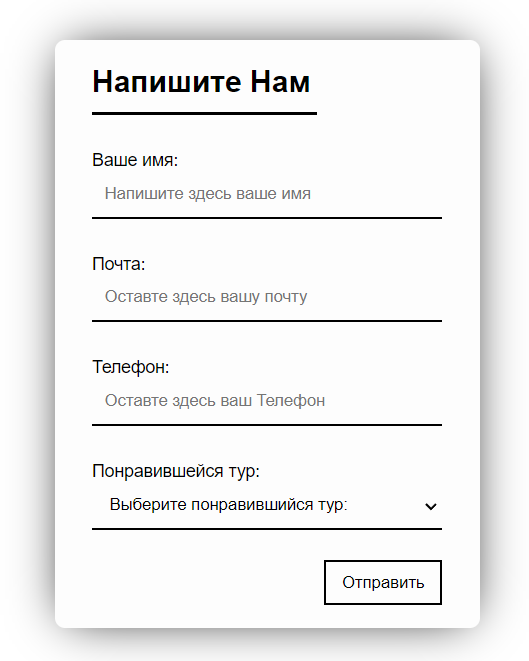 Напишите Нам
Ваше имя:
Напишите здесь ваше имя
Почта:
Оставте здесь вашу почту
Телефон:
Оставте здесь ваш Телефон
Понравившейся тур:
Выберите понравившийся тур:
Отправить